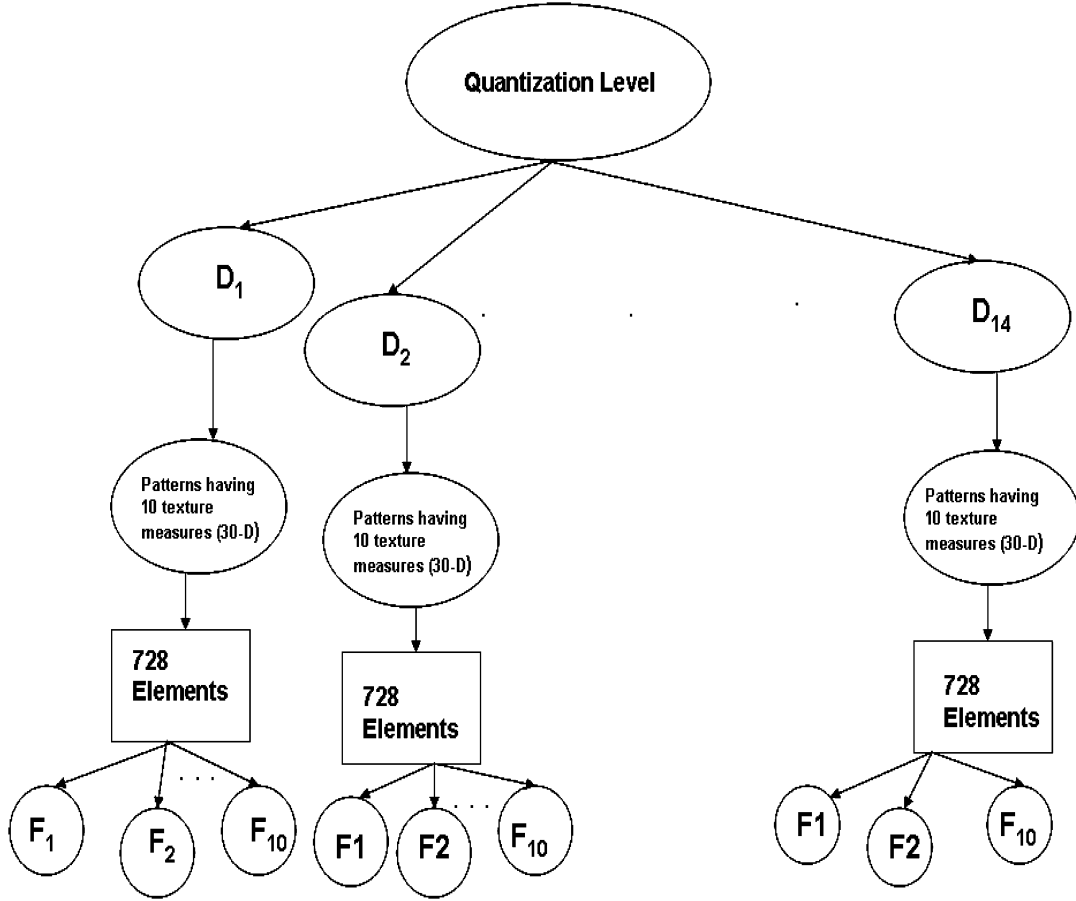 Quantization Level
D1
D2
. . .
D14
Patterns having
10 texture
measures (30-D)
Patterns having
10 texture
measures (30-D)
Patterns having
10 texture
measures (30-D)
728
Elements
728
Elements
728
Elements
F1
F2
. . .
F10
F1
F2
. . . .
F10
F1
F2
F10